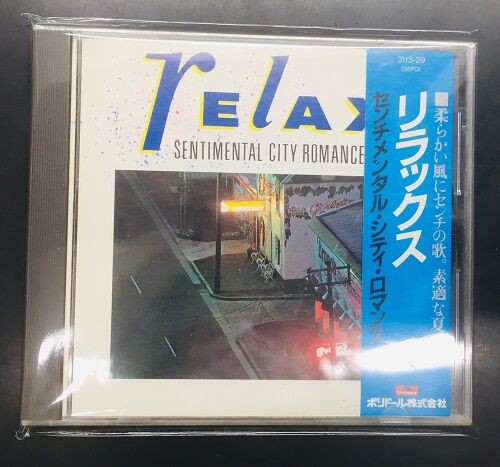 relax
SENTIMENTAL CITY ROMANCE
3113-29
(35PO)
リラックス
センチメンタル・シティ・ロマンス
■柔らかい風にセンチの歌。素適な夏
ポリドール株式会社